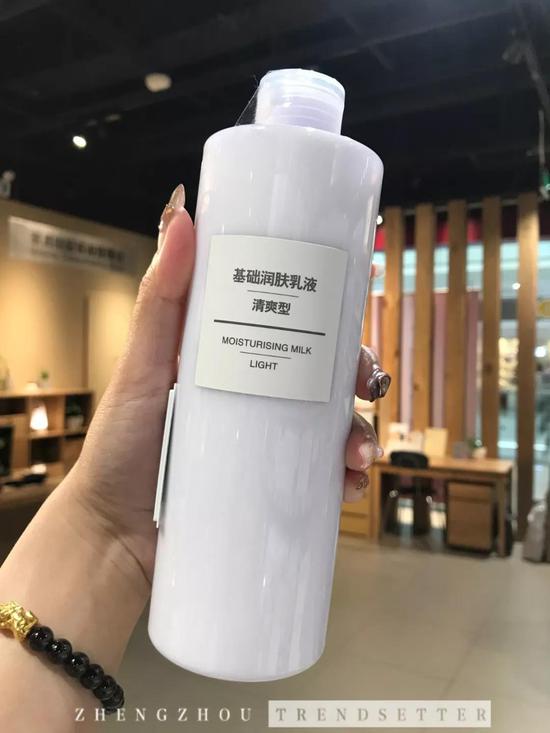 基础润肤乳液
清爽型
MOISTURISING MILK
LIGHT
ZHENGZHOU TRENDSETTER